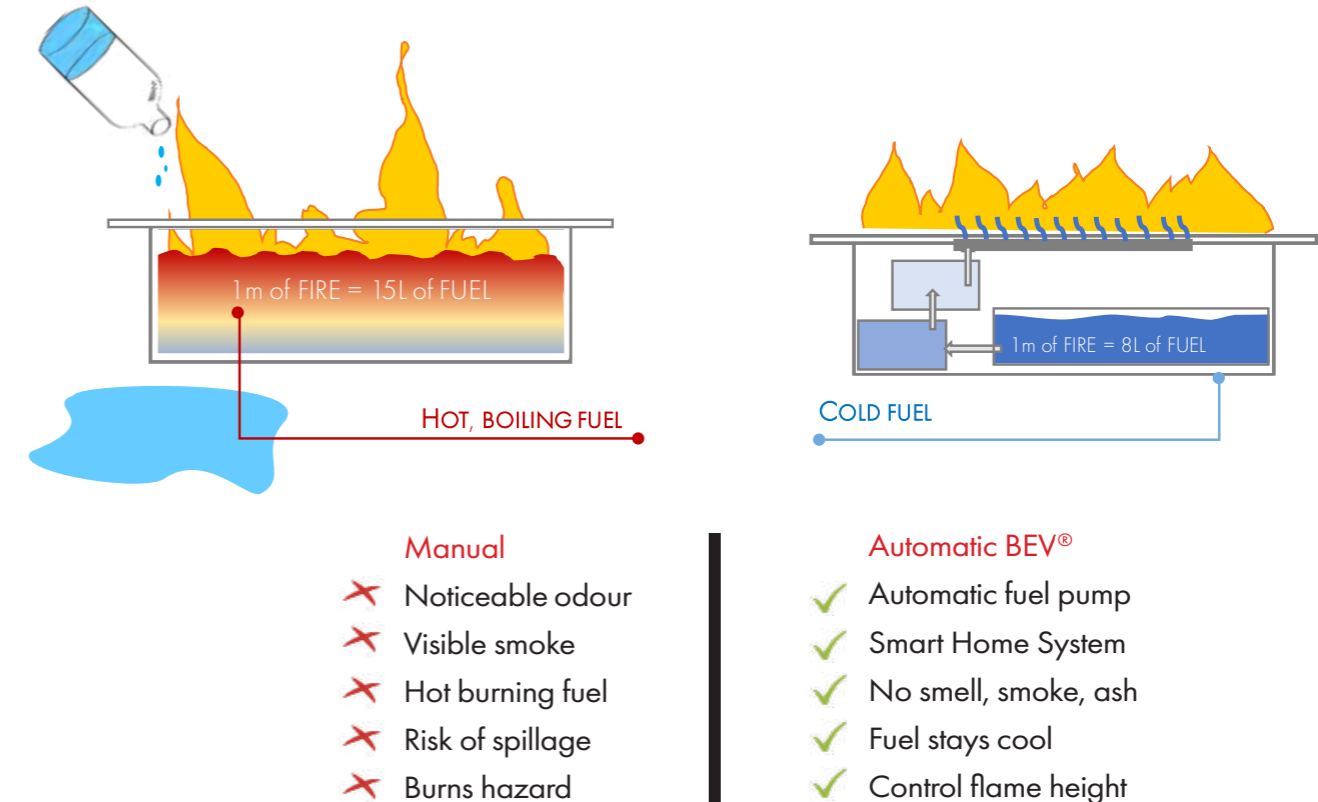 1m of FIRE = 15L of FUEL
1m of FIRE = 8L of FUEL
HOT, BOILING FUEL
COLD FUEL
Manual
Noticeable odour
Visible smoke
Hot burning fuel
Risk of spillage
Burns hazard
Automatic BEV®
Automatic fuel pump
Smart Home System
No smell, smoke, ash
Fuel stays cool
Control flame height